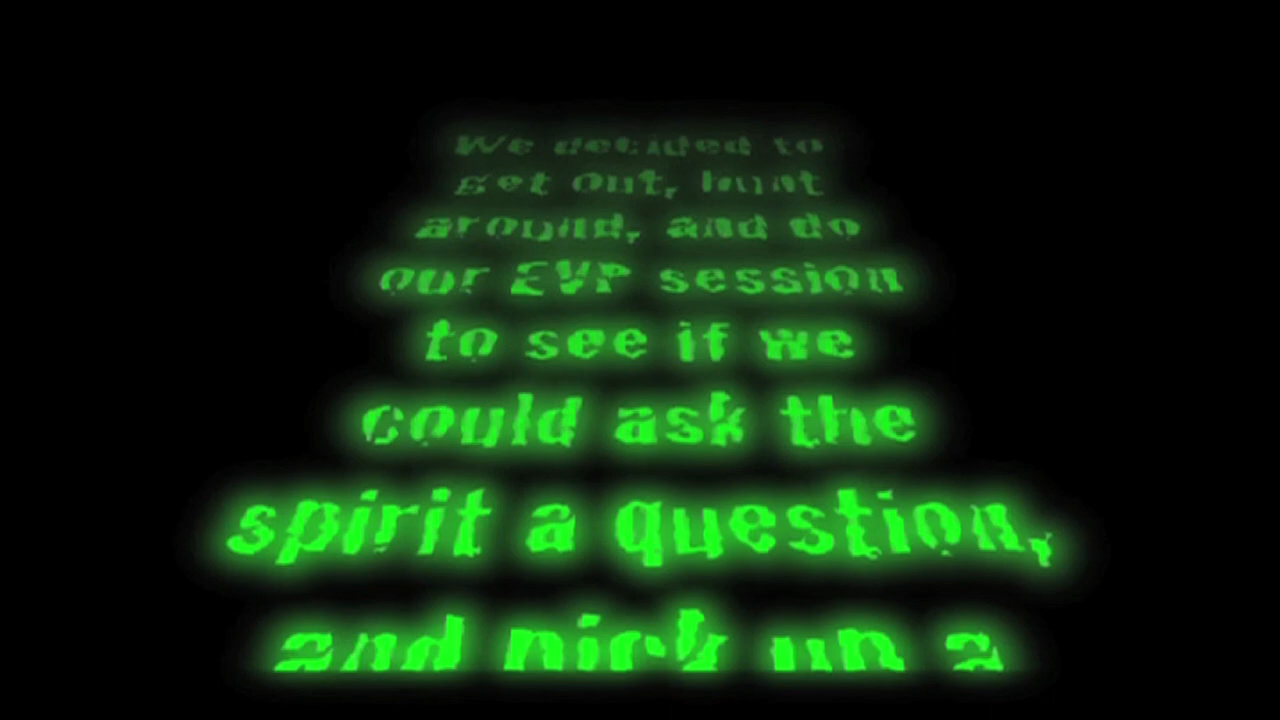 We decided to
get out, hunt
around, and do
our EVP session
to see if we
could ask the
spirit a question,
and pick up a